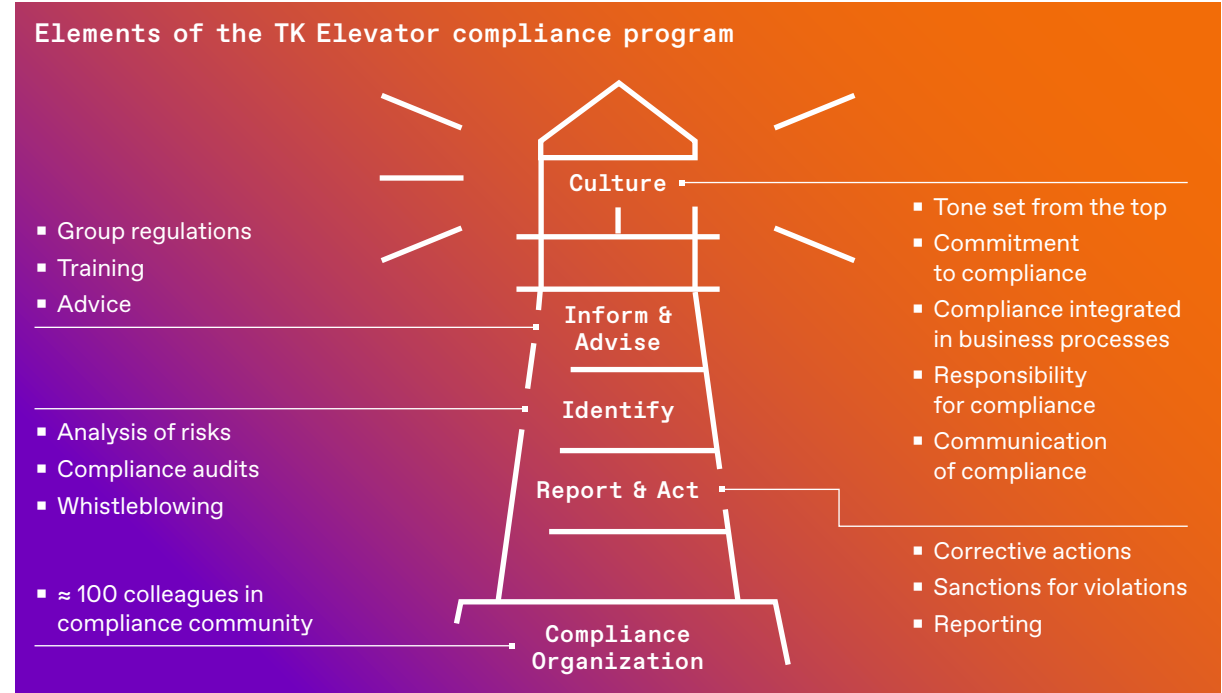 Elements of the TK Elevator compliance program
Culture
▪ Tone set from the top
▪ Commitment
to compliance
▪ Compliance integrated
in business processes
▪ Responsibility
for compliance
▪ Communication
of compliance
▪ Group regulations
▪ Training
▪ Advice
Inform &
Advise
Identify
▪ Analysis of risks
▪ Compliance audits
▪ Whistleblowing
Report & Act
▪ Corrective actions
▪ Sanctions for violations
▪ Reporting
▪ ≈ 100 colleagues in
compliance community
Compliance
Organization